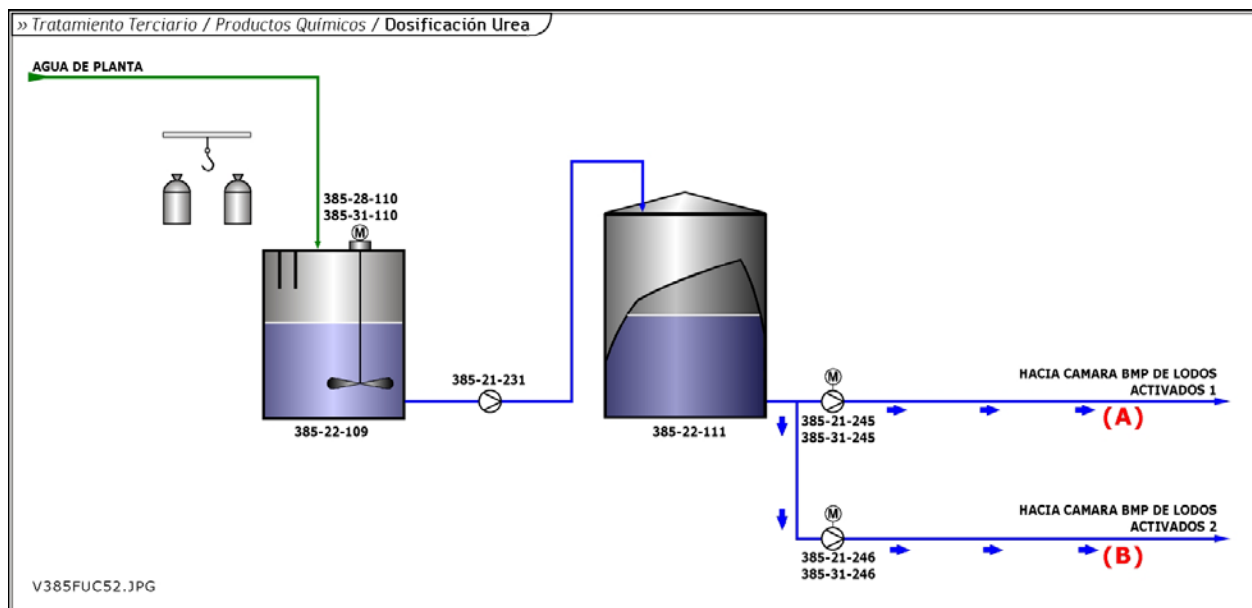 » Tratamiento Terciario / Productos Químicos / Dosificación Urea
AGUA DE PLANTA
385-28-110
385-31-110
M
385-21-231
385-22-109
385-22-111
M
385-21-245
385-31-245
HACIA CAMARA BMP DE LODOS
ACTIVADOS 1
(A)
M
385-21-246
385-31-246
HACIA CAMARA BMP DE LODOS
ACTIVADOS 2
(B)
V385FUC52.JPG